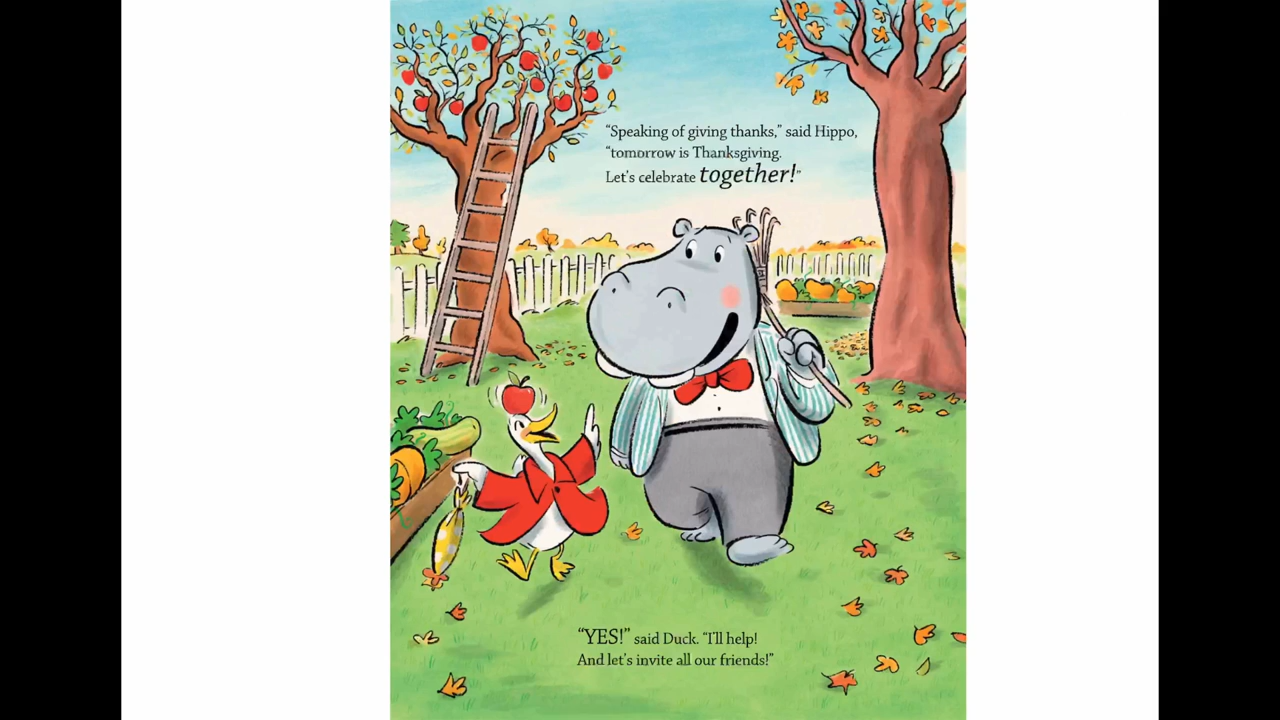 “Speaking of giving thanks,” said Hippo,
“tomorrow is Thanksgiving.
Let’s celebrate together!”
“YES!” said Duck. “I’ll help!
And let’s invite all our friends!”